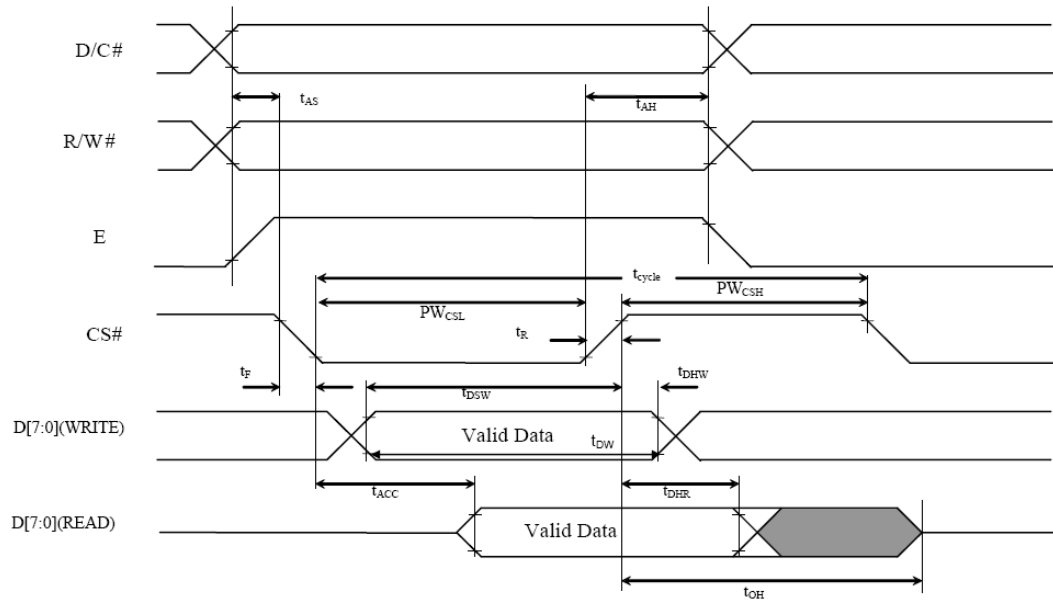 D/C#
tAS
tAH
R/W#
E
tcycle
PWCSL
PWCSH
CS#
tR
tF
tDSW
tDHW
D[7:0](WRITE)
Valid Data
tDW
tACC
tDHR
D[7:0](READ)
Valid Data
tOH